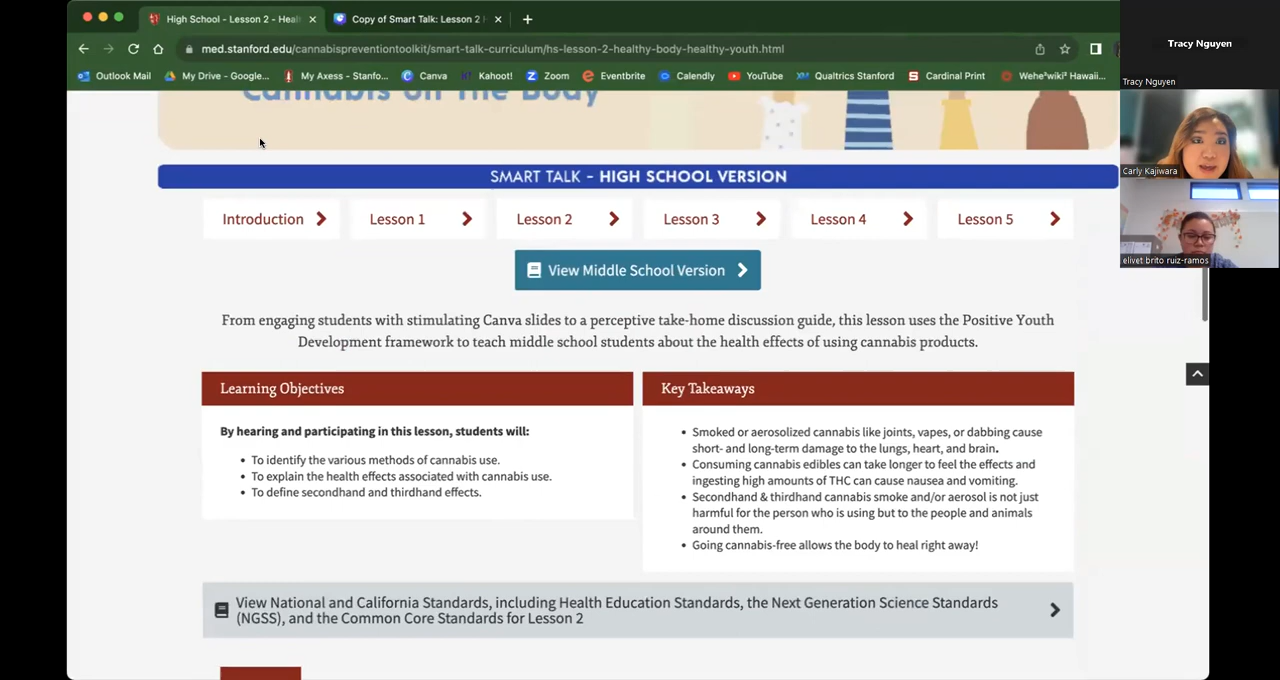 High School - Lesson 2 - Heal
Copy of Smart Talk: Lesson 2 H
med.stanford.edu/cannabispreventiontoolkit/smart-talk-curriculum/hs-lesson-2-healthy-body-healthy-youth.html
Outlook Mail
My Drive - Google...
My Axess - Stanfo...
Canva
Kahoot!
Zoom
Eventbrite
Calendly
YouTube
Qualtrics Stanford
Cardinal Print
Wehe²wiki² Hawaii...
Tracy Nguyen
Tracy Nguyen
Carly Kajiwara
elivet brito ruiz-ramos
Cannabis on The Body
SMART TALK - HIGH SCHOOL VERSION
Introduction
Lesson 1
Lesson 2
Lesson 3
Lesson 4
Lesson 5
View Middle School Version
From engaging students with stimulating Canva slides to a perceptive take-home discussion guide, this lesson uses the Positive Youth
Development framework to teach middle school students about the health effects of using cannabis products.
Learning Objectives
By hearing and participating in this lesson, students will:
• To identify the various methods of cannabis use.
• To explain the health effects associated with cannabis use.
• To define secondhand and thirdhand effects.
Key Takeaways
• Smoked or aerosolized cannabis like joints, vapes, or dabbing cause
short- and long-term damage to the lungs, heart, and brain.
• Consuming cannabis edibles can take longer to feel the effects and
ingesting high amounts of THC can cause nausea and vomiting.
• Secondhand & thirdhand cannabis smoke and/or aerosol is not just
harmful for the person who is using but to the people and animals
around them.
• Going cannabis-free allows the body to heal right away!
View National and California Standards, including Health Education Standards, the Next Generation Science Standards
(NGSS), and the Common Core Standards for Lesson 2